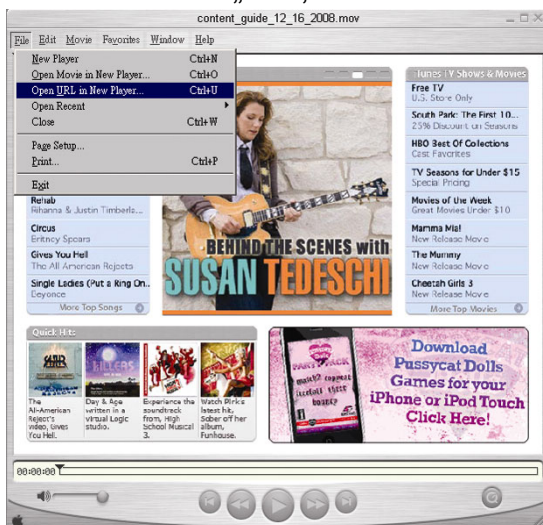 content_guide_12_16_2008.mov
File Edit Movie Favorites Window Help
New Player Ctrl+N
Open Movie in New Player... Ctrl+O
Open URL in New Player... Ctrl+U
Open Recent
Close Ctrl+W
Page Setup...
Print... Ctrl+P
Exit
Rehab
Rihanna & Justin Timberla...
Circus
Britney Spears
Gives You Hell
The All American Rejects
Single Ladies (Put a Ring On..
Beyonce
More Top Songs
BEHIND THE SCENES with
SUSAN TEDESCHI
iTunes TV Shows & Movies
Free TV
U.S. Store Only
South Park: The First 10...
25% Discount on Seasons
HBO Best Of Collections
Cast Favorites
TV Seasons for Under $15
Special Pricing
Movies of the Week
Great Movies Under $10
Mamma Mia!
New Release Movie
The Mummy
New Release Movie
Cheetah Girls 3
New Release Movie
More Top Movies
Quick Hits
The
All-American
Reject's
video, Gives
You Hell.
KILLERS
Day & Age
written in a
virtual Logic
studio.
Experience the
soundtrack
from, High
School Musical
3.
Watch P!nk's
latest hit,
Sober off her
album,
Funhouse.
PARTY PACK
Download
Pussycat Dolls
Games for your
iPhone or iPod Touch
Click Here!
00:00:00